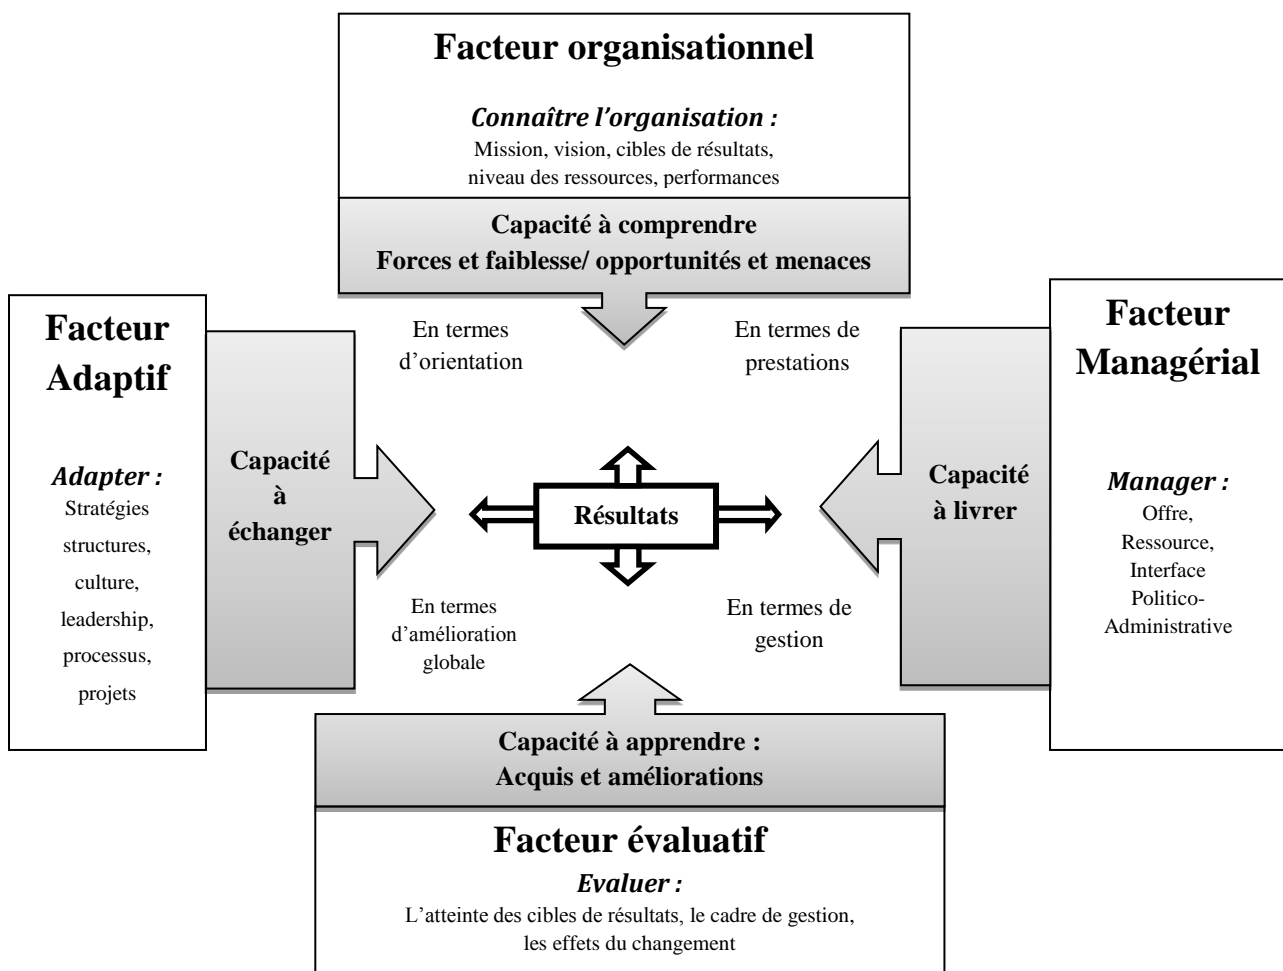 Facteur organisationnel
Connaître l’organisation :
Mission, vision, cibles de résultats,
niveau des ressources, performances
Capacité à comprendre
Forces et faiblesse/ opportunités et menaces
Facteur
Adaptif
Adapter :
Stratégies
structures,
culture,
leadership,
processus,
projets
Capacité
à
échanger
En termes
d’orientation
En termes de
prestations
Résultats
En termes
d’amélioration
globale
En termes de
gestion
Capacité
à livrer
Facteur
Managérial
Manager :
Offre,
Ressource,
Interface
Politico-
Administrative
Capacité à apprendre :
Acquis et améliorations
Facteur évaluatif
Evaluer :
L’atteinte des cibles de résultats, le cadre de gestion,
les effets du changement